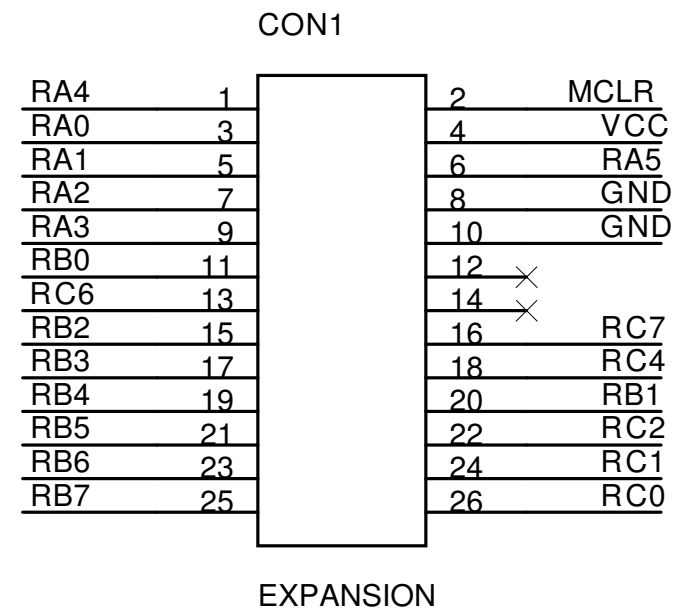 CON1
RA4 1 2 MCLR
RA0 3 4 VCC
RA1 5 6 RA5
RA2 7 8 GND
RA3 9 10 GND
RB0 11 12
RC6 13 14
RB2 15 16 RC7
RB3 17 18 RC4
RB4 19 20 RB1
RB5 21 22 RC2
RB6 23 24 RC1
RB7 25 26 RC0
EXPANSION